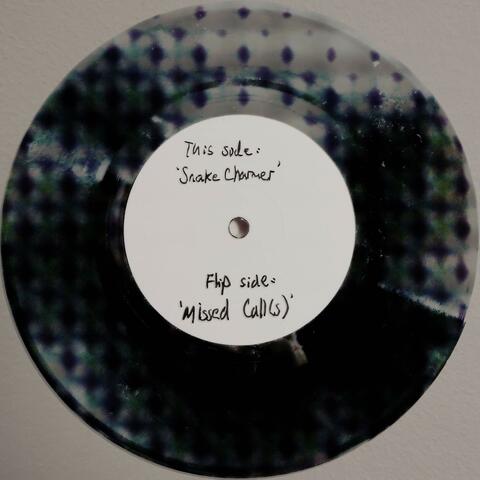 This side:
'Snake Charmer'
Flip side:
'Missed Call(s)'